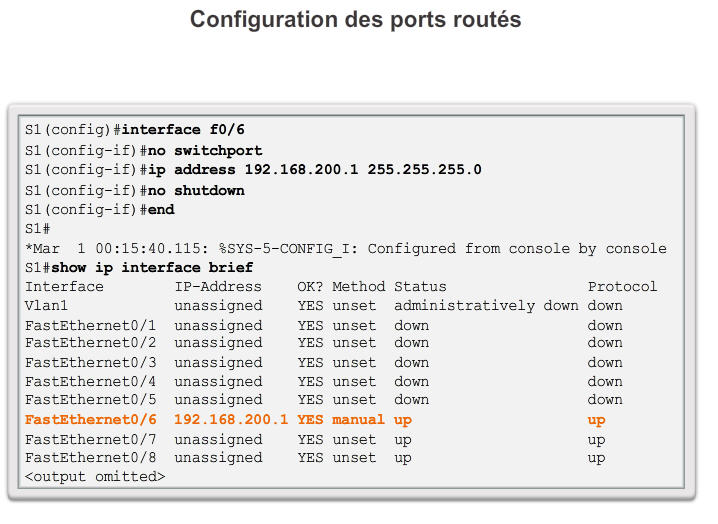 Configuration des ports routés
S1(config)#interface f0/6
S1(config-if)#no switchport
S1(config-if)#ip address 192.168.200.1 255.255.255.0
S1(config-if)#no shutdown
S1(config-if)#end
S1#
*Mar  1 00:15:40.115: %SYS-5-CONFIG_I: Configured from console by console
S1#show ip interface brief
Interface        IP-Address    OK? Method Status                Protocol
Vlan1            unassigned    YES unset  administratively down down
FastEthernet0/1  unassigned    YES unset  down                  down
FastEthernet0/2  unassigned    YES unset  down                  down
FastEthernet0/3  unassigned    YES unset  down                  down
FastEthernet0/4  unassigned    YES unset  down                  down
FastEthernet0/5  unassigned    YES unset  down                  down
FastEthernet0/6  192.168.200.1 YES manual up                    up
FastEthernet0/7  unassigned    YES unset  up                    up
FastEthernet0/8  unassigned    YES unset  up                    up
<output omitted>